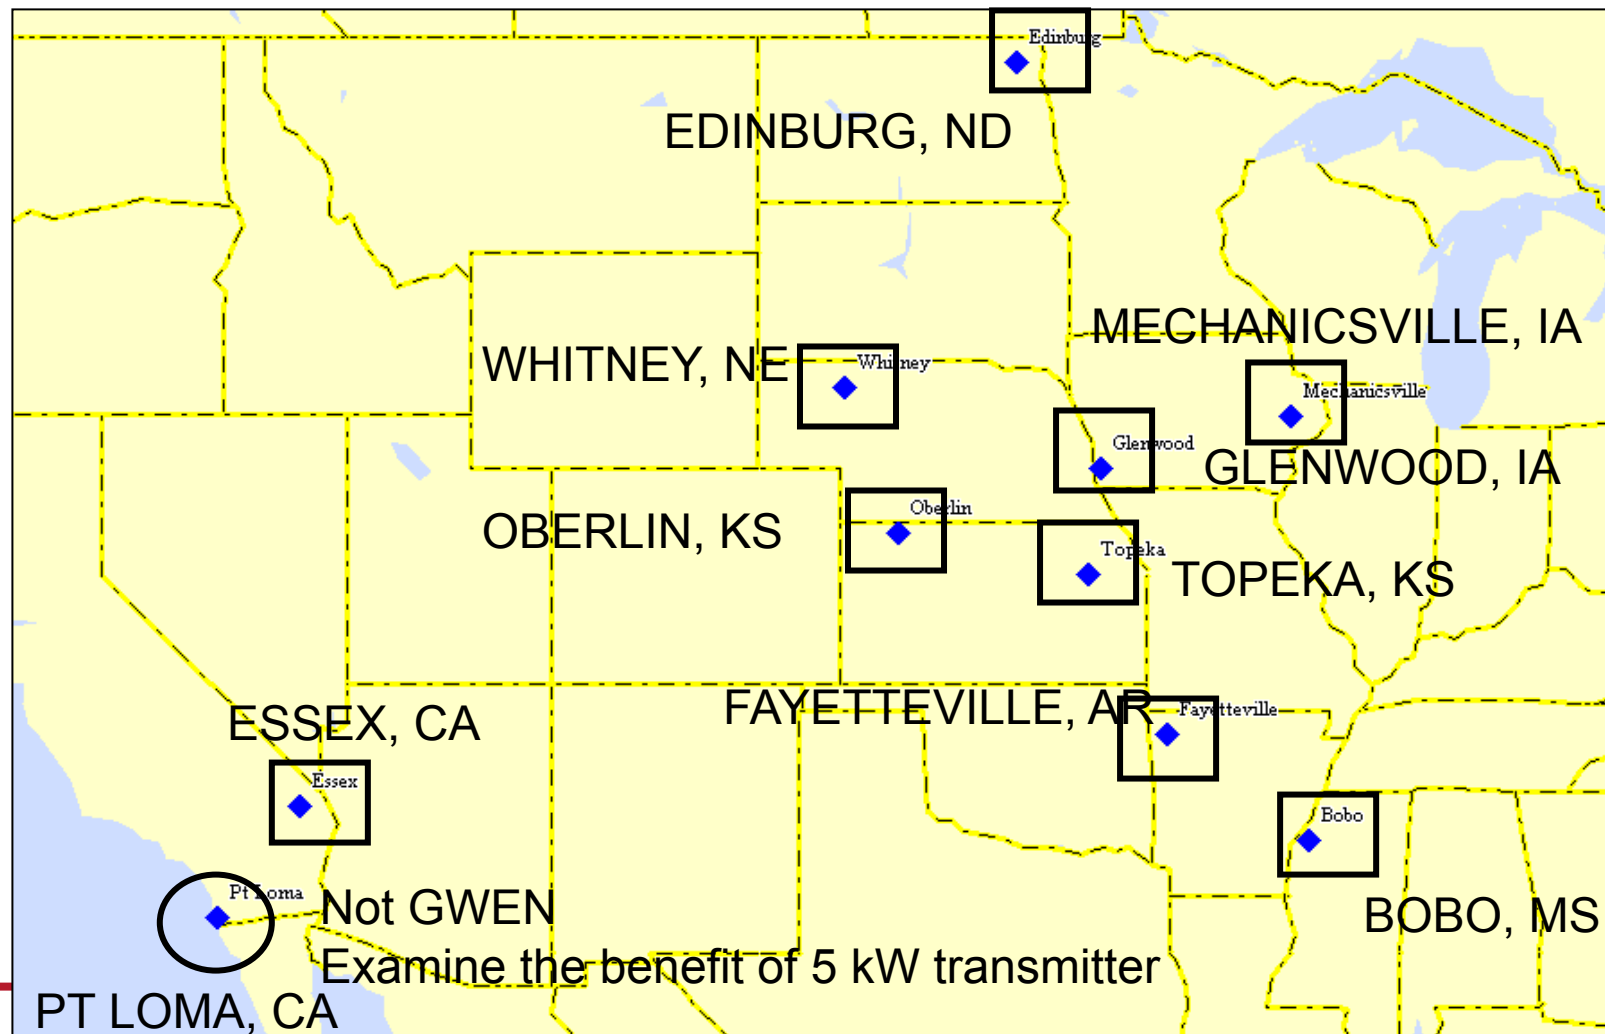 Edinburg
EDINBURG, ND
MECHANICSVILLE, IA
WHITNEY, NE
Whitney
Mechanicsville
Glenwood
GLENWOOD, IA
Oberlin
OBERLIN, KS
Topeka
TOPEKA, KS
FAYETTEVILLE, AR
Fayetteville
ESSEX, CA
Essex
Bobo
BOBO, MS
Pt Loma
Not GWEN
Examine the benefit of 5 kW transmitter
PT LOMA, CA